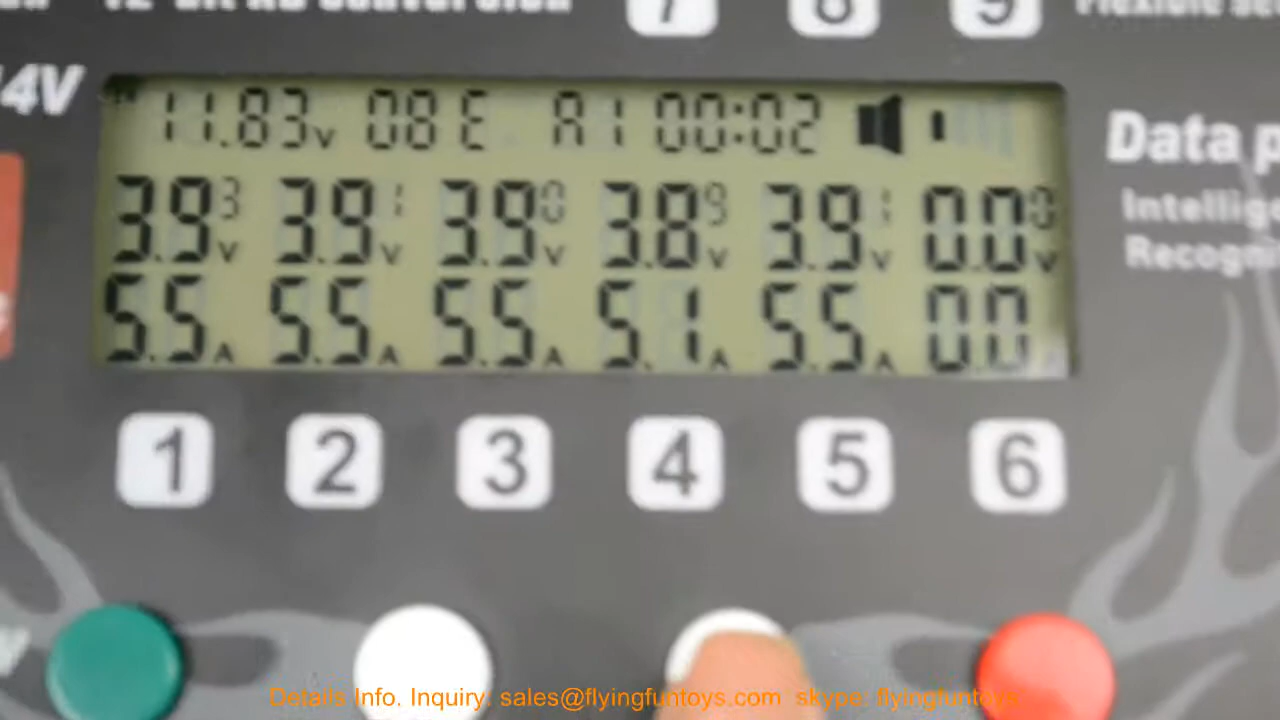 7 8 9
4V
11.83V 08E A1 00:02
3.93V 3.91V 3.90V 3.89V 3.91V 0.00V
5.5A 5.5A 5.5A 5.1A 5.5A 0.0
Data
1 2 3 4 5 6
Details Info. Inquiry: sales@flyingfuntoys.com skype: flyingfuntoys